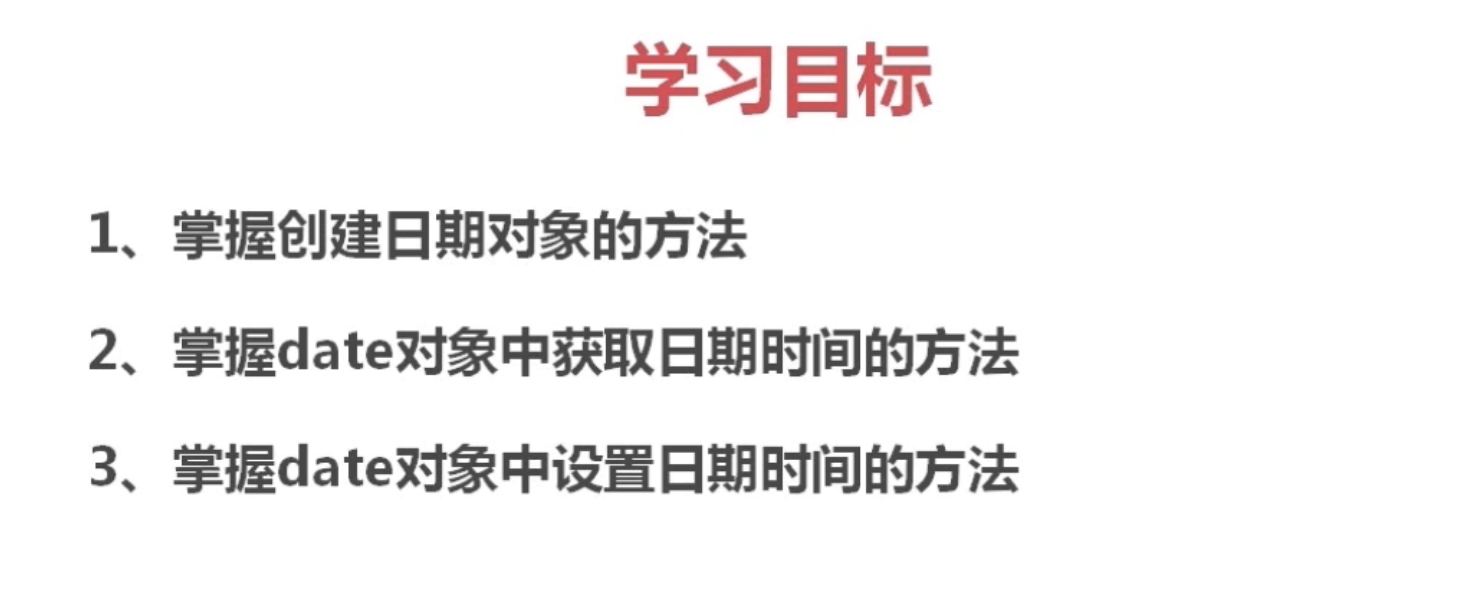 学习目标
1、掌握创建日期对象的方法
2、掌握date对象中获取日期时间的方法
3、掌握date对象中设置日期时间的方法